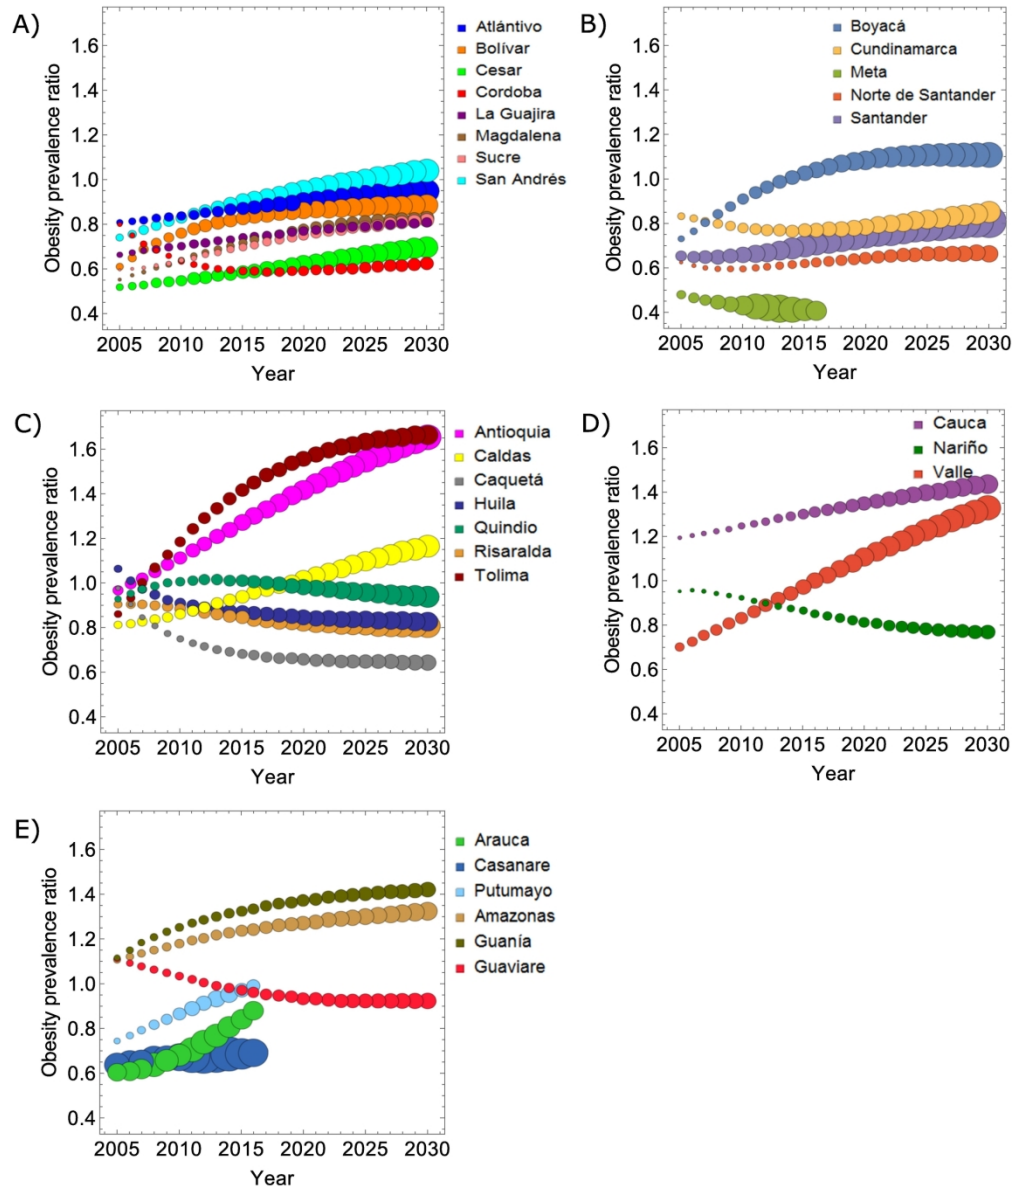 A)
Obesity prevalence ratio
1.6
1.4
1.2
1.0
0.8
0.6
0.4
2005 2010 2015 2020 2025 2030
Year
Atlántivo
Bolívar
Cesar
Cordoba
La Guajira
Magdalena
Sucre
San Andrés
B)
Obesity prevalence ratio
1.6
1.4
1.2
1.0
0.8
0.6
0.4
2005 2010 2015 2020 2025 2030
Year
Boyacá
Cundinamarca
Meta
Norte de Santander
Santander
C)
Obesity prevalence ratio
1.6
1.4
1.2
1.0
0.8
0.6
0.4
2005 2010 2015 2020 2025 2030
Year
Antioquia
Caldas
Caquetá
Huila
Quindio
Risaralda
Tolima
D)
Obesity prevalence ratio
1.6
1.4
1.2
1.0
0.8
0.6
0.4
2005 2010 2015 2020 2025 2030
Year
Cauca
Nariño
Valle
E)
Obesity prevalence ratio
1.6
1.4
1.2
1.0
0.8
0.6
0.4
2005 2010 2015 2020 2025 2030
Year
Arauca
Casanare
Putumayo
Amazonas
Guanía
Guaviare